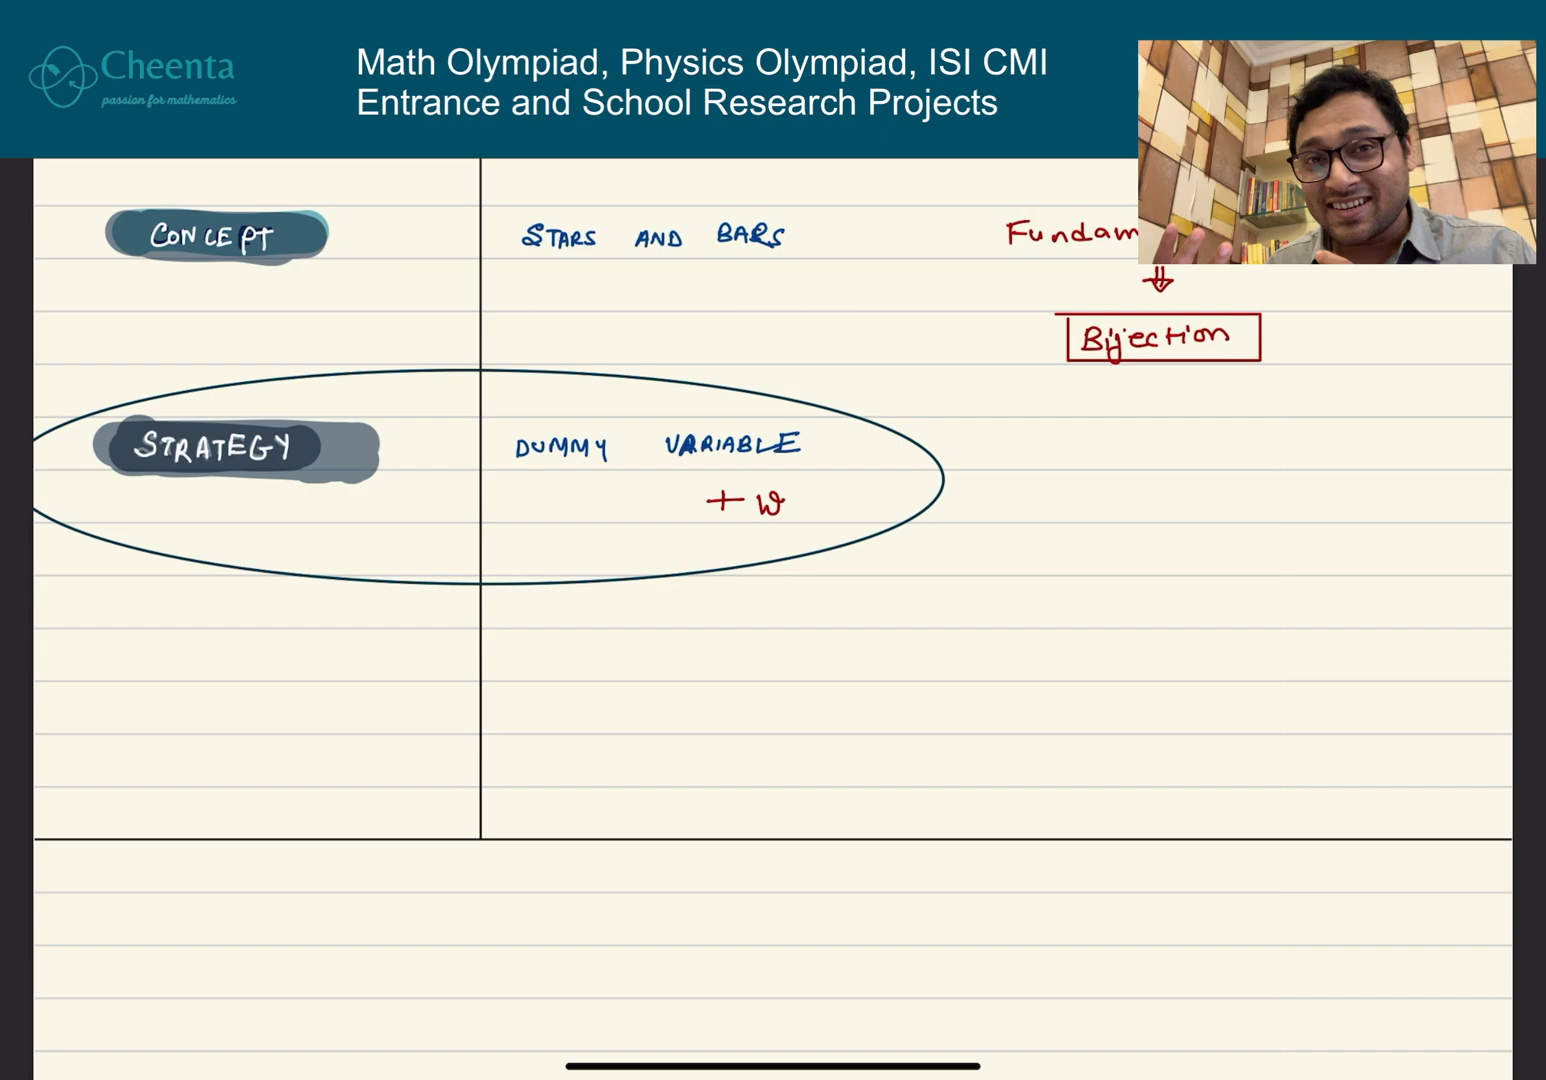 Cheenta
passion for mathematics
Math Olympiad, Physics Olympiad, ISI CMI
Entrance and School Research Projects
CONCEPT
STARS AND BARS
Fundam
Bijection
STRATEGY
DUMMY VARIABLE
+ w